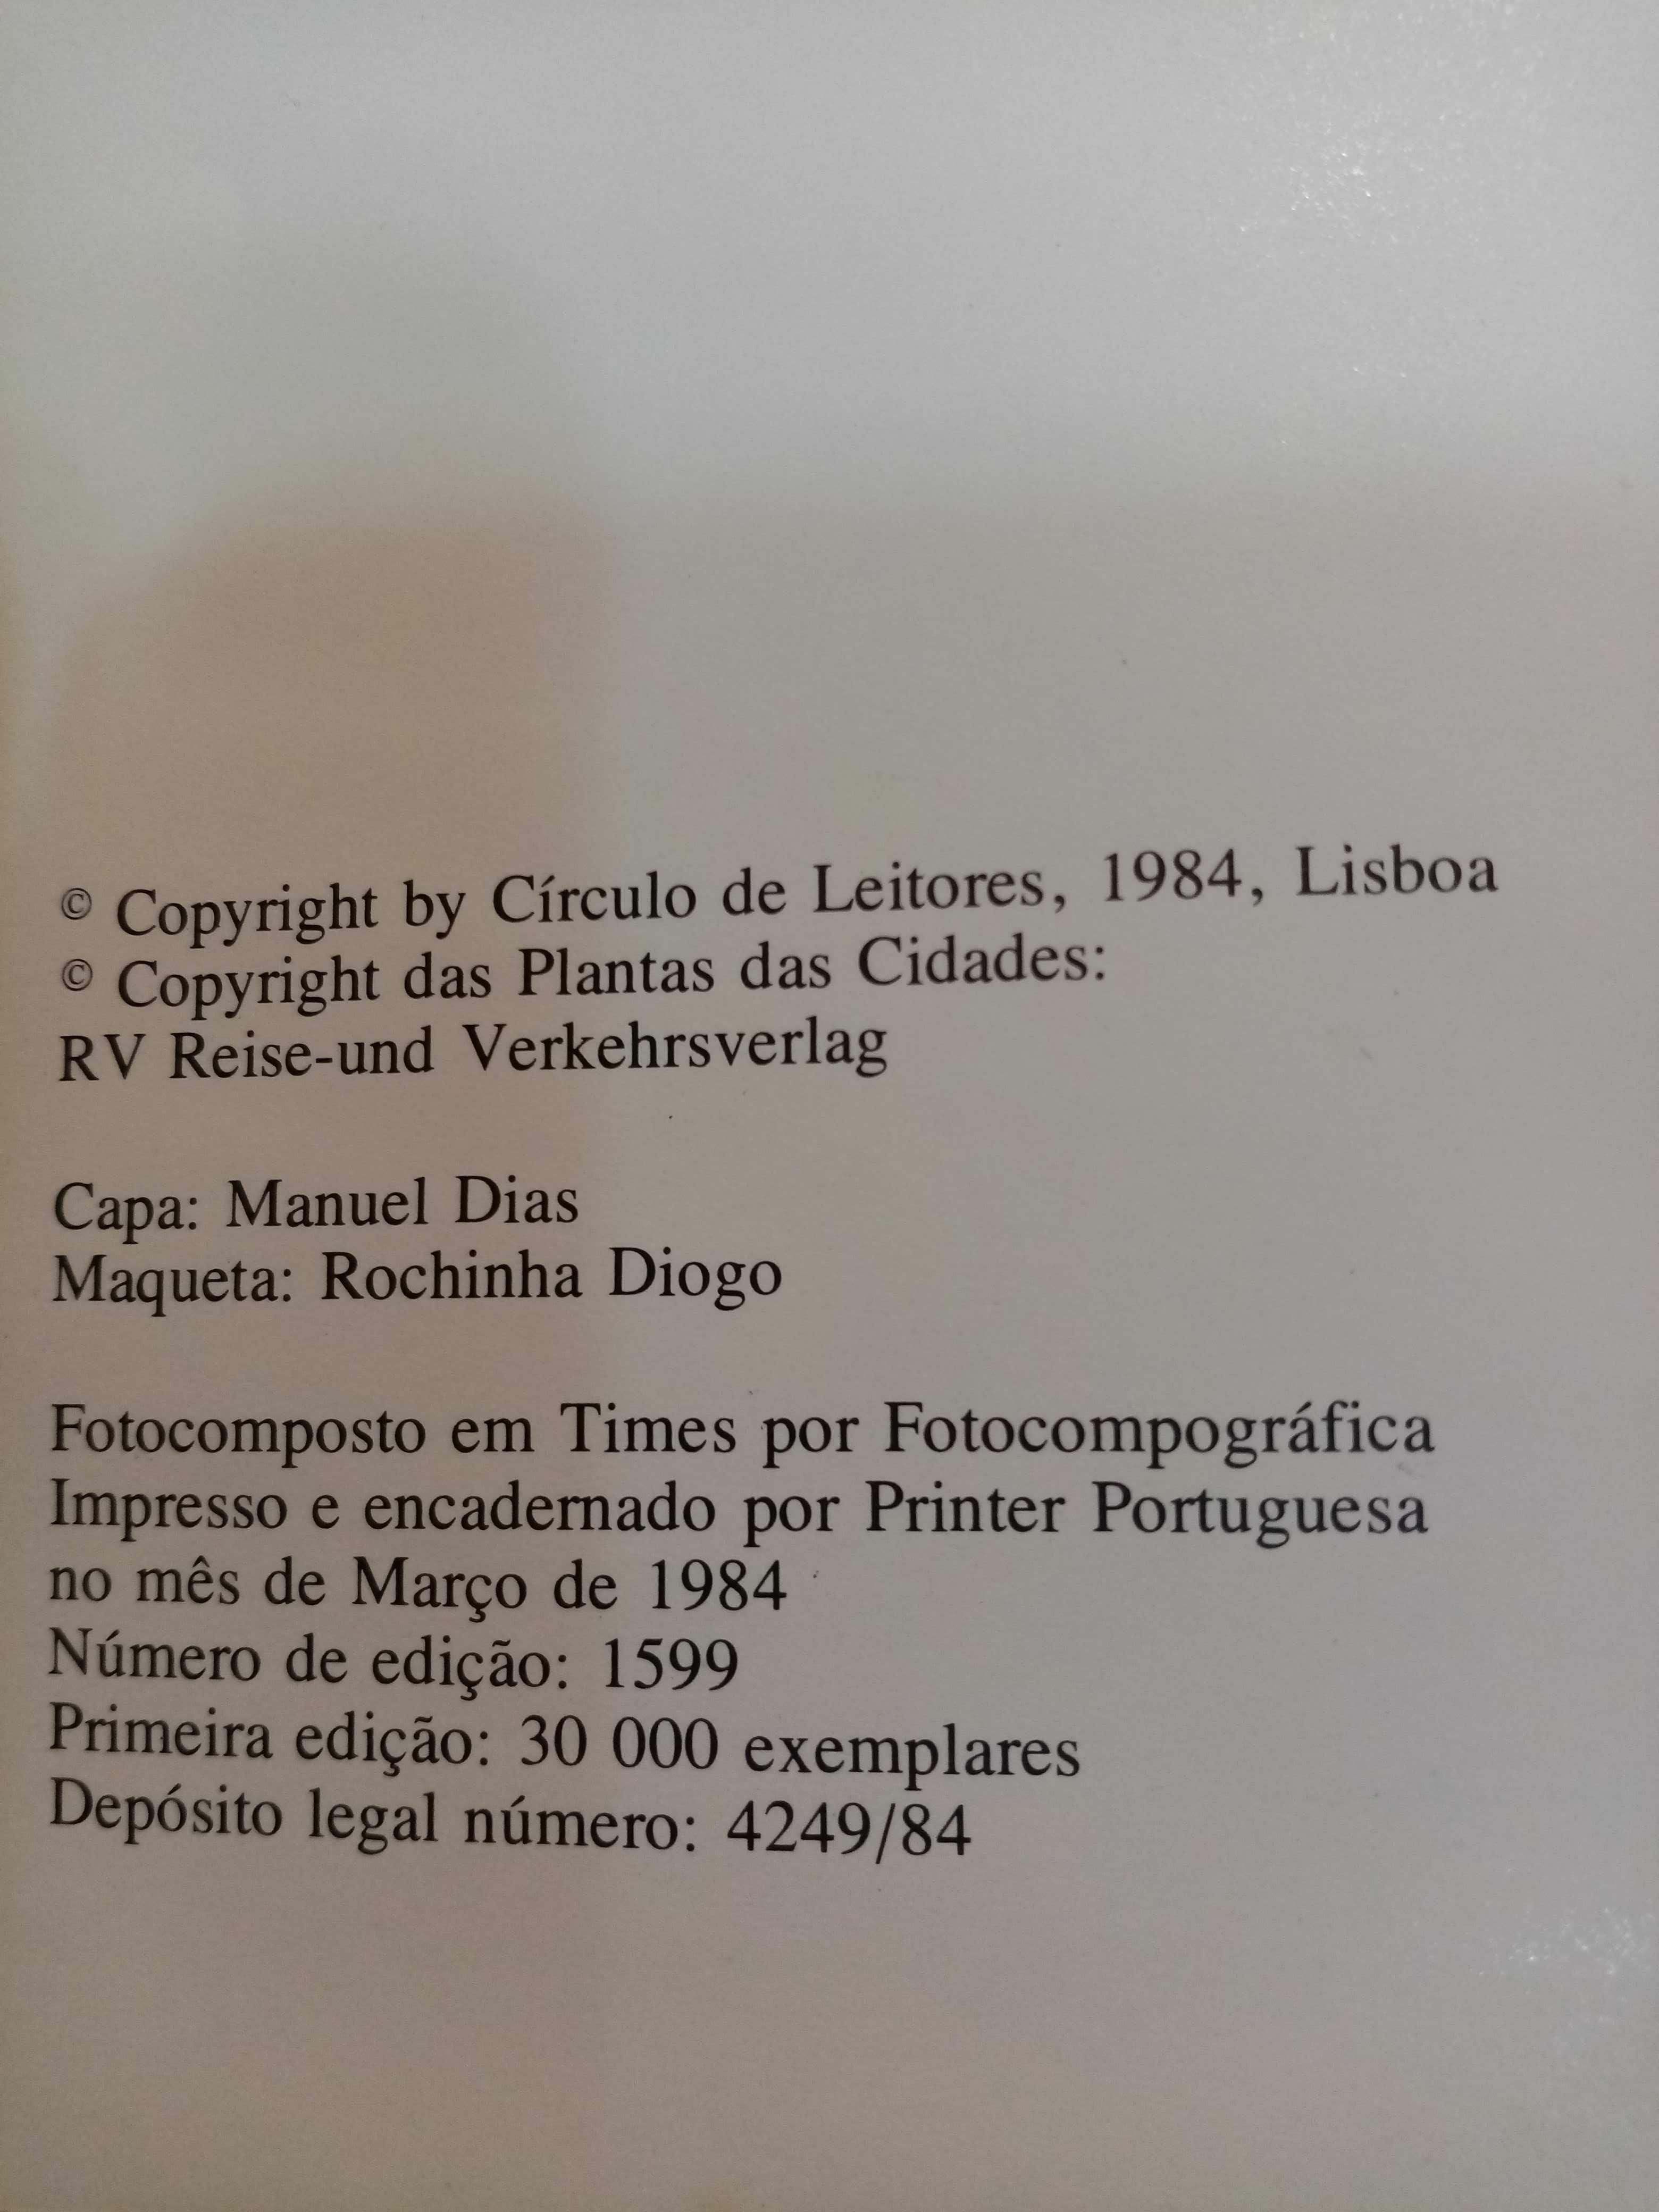 © Copyright by Círculo de Leitores, 1984, Lisboa
© Copyright das Plantas das Cidades:
RV Reise-und Verkehrsverlag
Capa: Manuel Dias
Maqueta: Rochinha Diogo
Fotocomposto em Times por Fotocompográfica
Impresso e encadernado por Printer Portuguesa
no mês de Março de 1984
Número de edição: 1599
Primeira edição: 30 000 exemplares
Depósito legal número: 4249/84